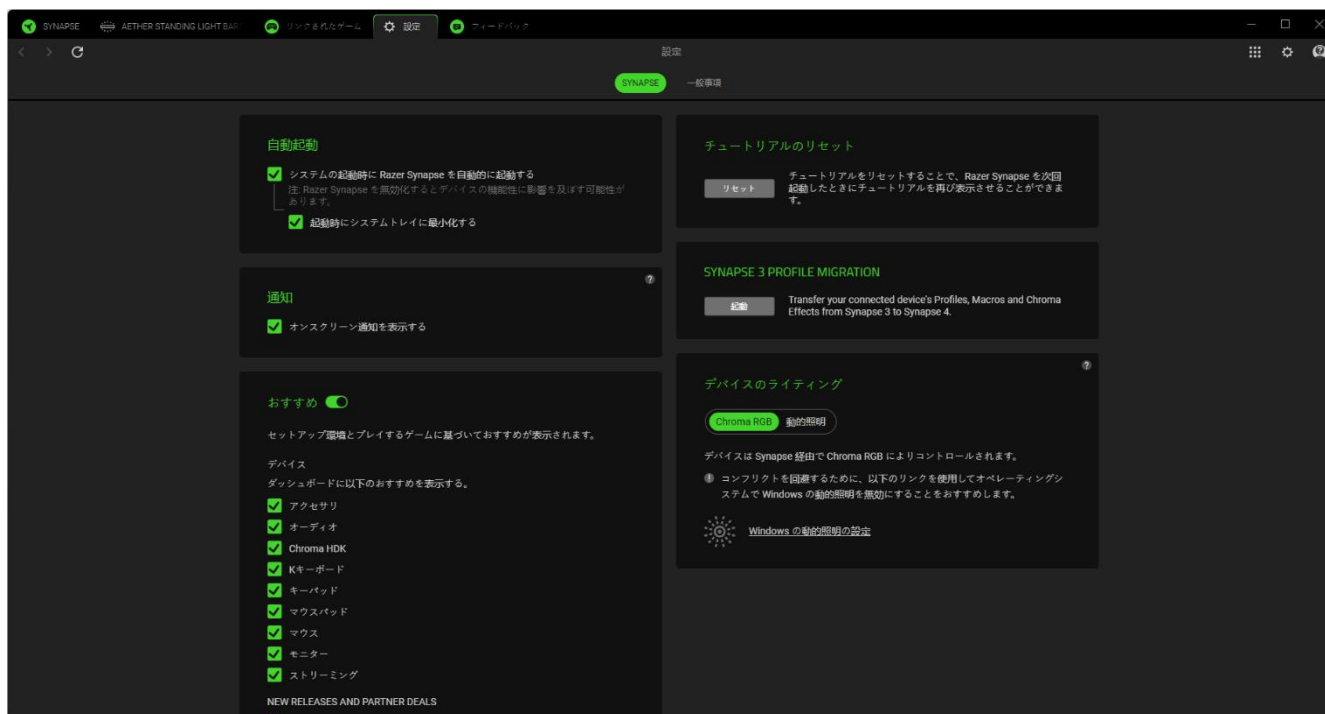 SYNAPSE
AETHER STANDING LIGHT BAR
リンクされたゲーム
設定
フィードバック
設定
SYNAPSE
一般事項
自動起動
システムの起動時に Razer Synapse を自動的に起動する
注: Razer Synapse を無効化するとデバイスの機能性に影響を及ぼす可能性が
あります。
起動時にシステムトレイに最小化する
通知
オンスクリーン通知を表示する
おすすめ
セットアップ環境とプレイするゲームに基づいておすすめが表示されます。
デバイス
ダッシュボードに以下のおすすめを表示する。
アクセサリ
オーディオ
Chroma HDK
Kキーボード
キーパッド
マウスパッド
マウス
モニター
ストリーミング
NEW RELEASES AND PARTNER DEALS
チュートリアルのリセット
リセット
チュートリアルをリセットすることで、Razer Synapse を次回
起動したときにチュートリアルを再び表示させることができま
す。
SYNAPSE 3 PROFILE MIGRATION
起動
Transfer your connected device's Profiles, Macros and Chroma
Effects from Synapse 3 to Synapse 4.
デバイスのライティング
Chroma RGB
動的照明
デバイスは Synapse 経由で Chroma RGB によりコントロールされます。
コンフリクトを回避するために、以下のリンクを使用してオペレーティングシ
ステムで Windows の動的照明を無効にすることをおすすめします。
Windows の動的照明の設定